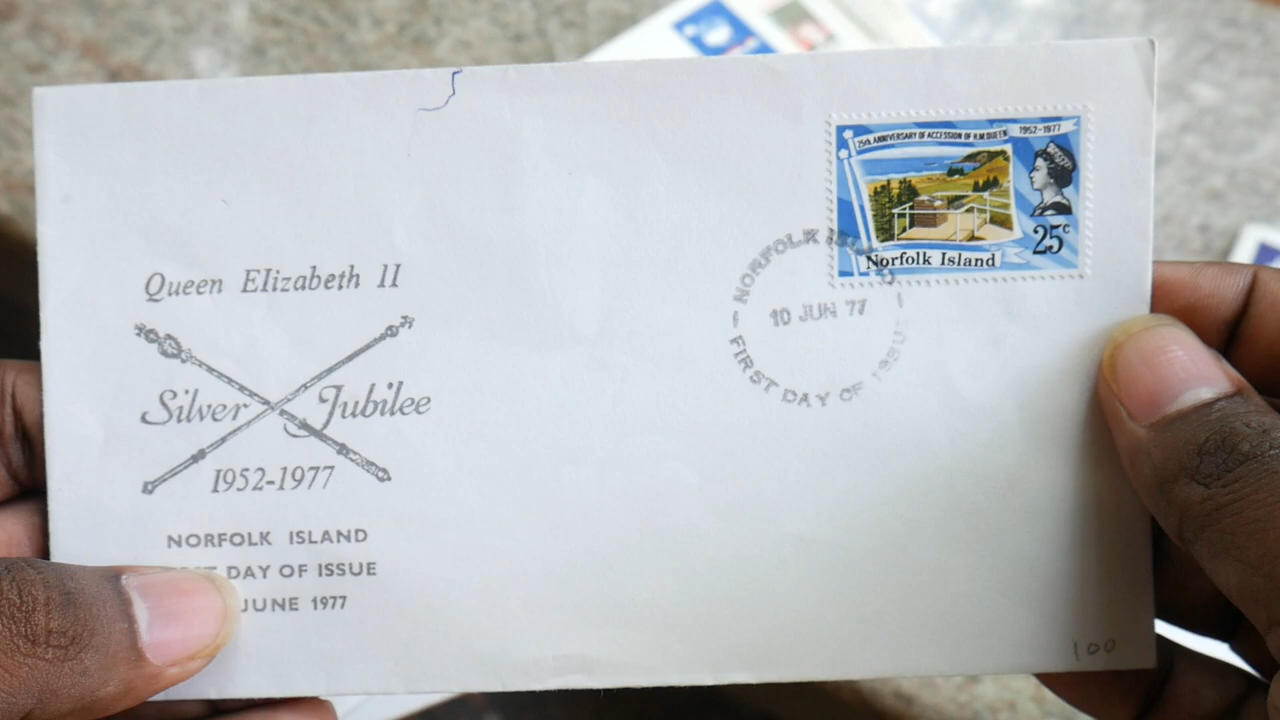 25th ANNIVERSARY OF ACCESSION OF H.M. QUEEN 1952-1977
25c
Norfolk Island
NORFOLK
10 JUN 77
FIRST DAY OF ISSUE
Queen Elizabeth II
Silver Jubilee
1952-1977
NORFOLK ISLAND
DAY OF ISSUE
JUNE 1977
100